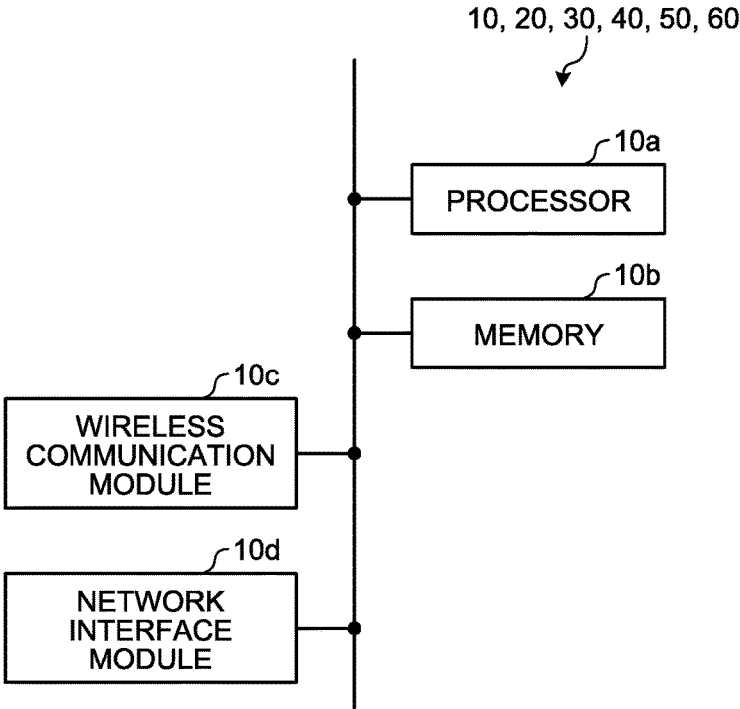 10, 20, 30, 40, 50, 60
10a
PROCESSOR
10b
MEMORY
10c
WIRELESS
COMMUNICATION
MODULE
10d
NETWORK
INTERFACE
MODULE